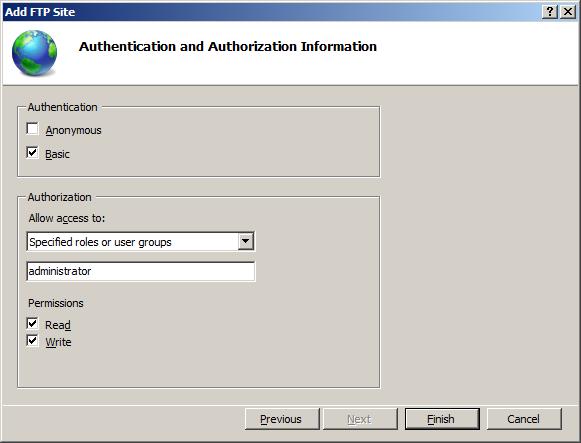 Add FTP Site
Authentication and Authorization Information
Authentication
Anonymous
Basic
Authorization
Allow access to:
Specified roles or user groups
administrator
Permissions
Read
Write
Previous Next Finish Cancel